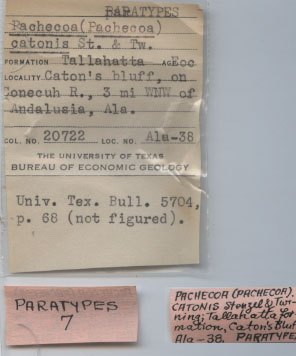 PARATYPES
Pachecoa (Pachecoa)
catonis St. & Tw.
FORMATION Tallahatta AGE Eoc
LOCALITY Caton's bluff, on
Conecuh R., 3 mi WNW of
Andalusia, Ala.
COL. NO. 20722 LOC. NO. Ala-38
THE UNIVERSITY OF TEXAS
BUREAU OF ECONOMIC GEOLOGY
Univ. Tex. Bull. 5704,
p. 68 (not figured).
PARATYPES
7
PACHECOA (PACHECOA).
CATONIS Stenzel & Twi-
ning; Tallahatta for-
mation, Caton's Bluff
Ala-38. PARATYPE